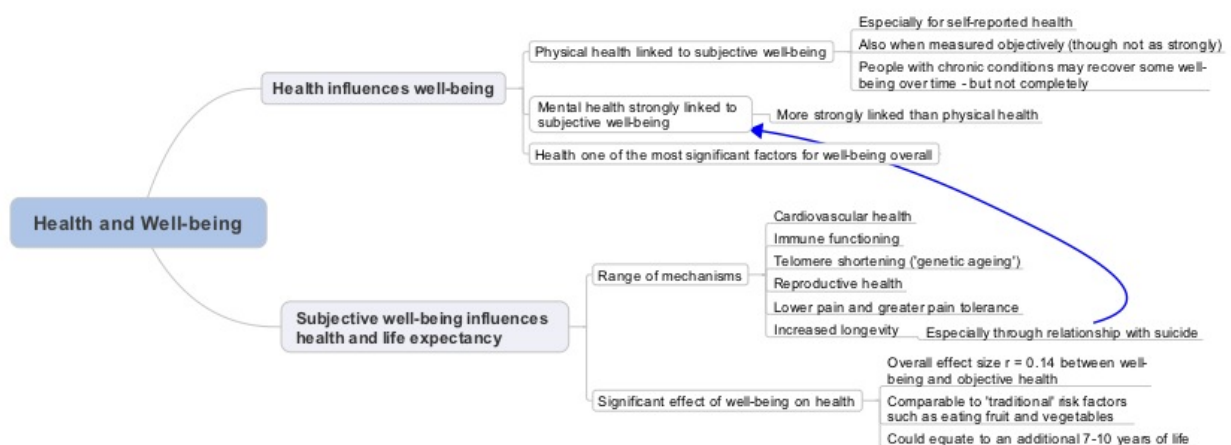 Especially for self-reported health
Physical health linked to subjective well-being
Also when measured objectively (though not as strongly)
People with chronic conditions may recover some well-
being over time - but not completely
Health influences well-being
Mental health strongly linked to
subjective well-being
More strongly linked than physical health
Health one of the most significant factors for well-being overall
Health and Well-being
Cardiovascular health
Immune functioning
Telomere shortening ('genetic ageing')
Range of mechanisms
Reproductive health
Lower pain and greater pain tolerance
Increased longevity
Especially through relationship with suicide
Subjective well-being influences
health and life expectancy
Overall effect size r = 0.14 between well-
being and objective health
Significant effect of well-being on health
Comparable to 'traditional' risk factors
such as eating fruit and vegetables
Could equate to an additional 7-10 years of life